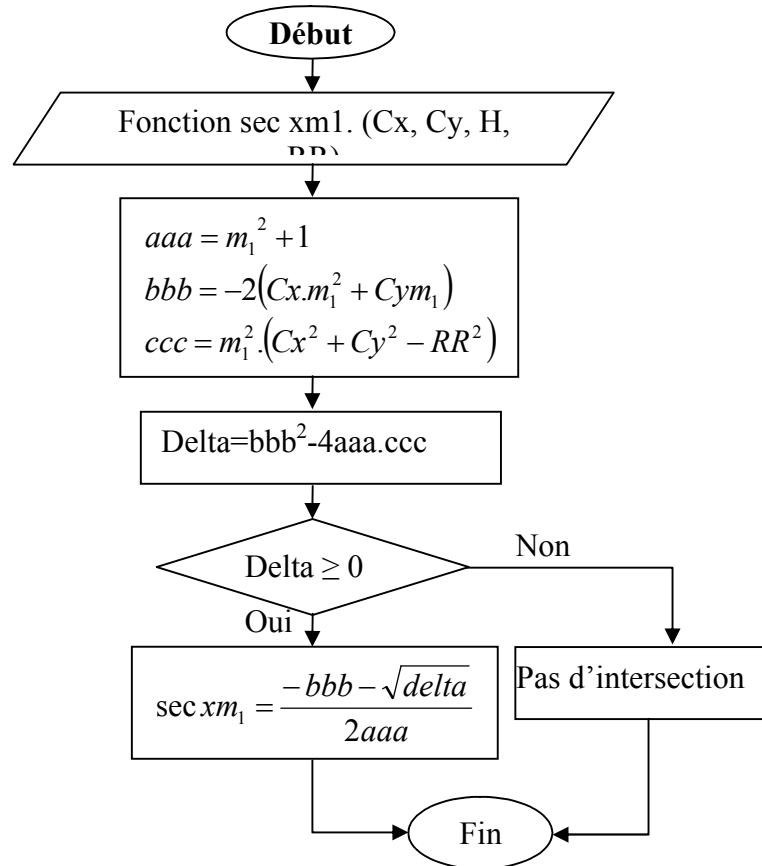 Début
Fonction sec xm1. (Cx, Cy, H,
RR)
aaa = m₁² + 1
bbb = −2(Cx.m₁² + Cym₁)
ccc = m₁².(Cx² + Cy² − RR²)
Delta=bbb²-4aaa.ccc
Delta ≥ 0
Non
Oui
sec xm₁ = (−bbb − √delta) / 2aaa
Pas d’intersection
Fin